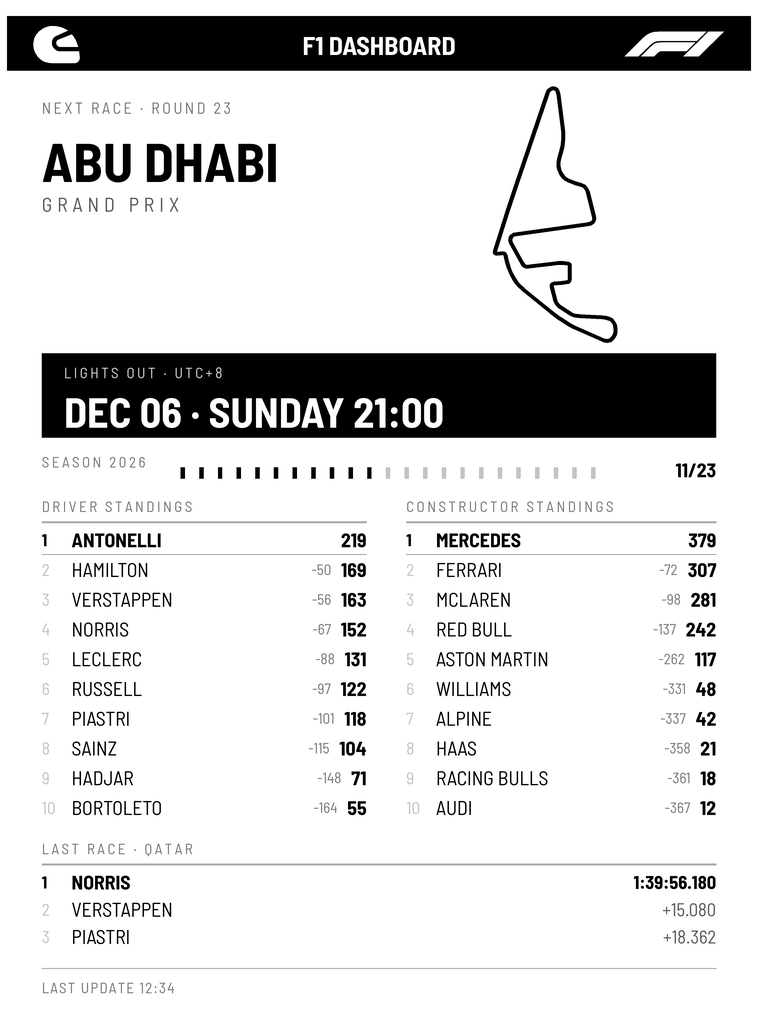 F1 DASHBOARD
NEXT RACE · ROUND 23
ABU DHABI
GRAND PRIX
LIGHTS OUT · UTC+8
DEC 06 · SUNDAY 21:00
SEASON 2026 11/23
DRIVER STANDINGS
1 ANTONELLI 219
2 HAMILTON -50 169
3 VERSTAPPEN -56 163
4 NORRIS -67 152
5 LECLERC -88 131
6 RUSSELL -97 122
7 PIASTRI -101 118
8 SAINZ -115 104
9 HADJAR -148 71
10 BORTOLETO -164 55
CONSTRUCTOR STANDINGS
1 MERCEDES 379
2 FERRARI -72 307
3 MCLAREN -98 281
4 RED BULL -137 242
5 ASTON MARTIN -262 117
6 WILLIAMS -331 48
7 ALPINE -337 42
8 HAAS -358 21
9 RACING BULLS -361 18
10 AUDI -367 12
LAST RACE · QATAR
1 NORRIS 1:39:56.180
2 VERSTAPPEN +15.080
3 PIASTRI +18.362
LAST UPDATE 12:34